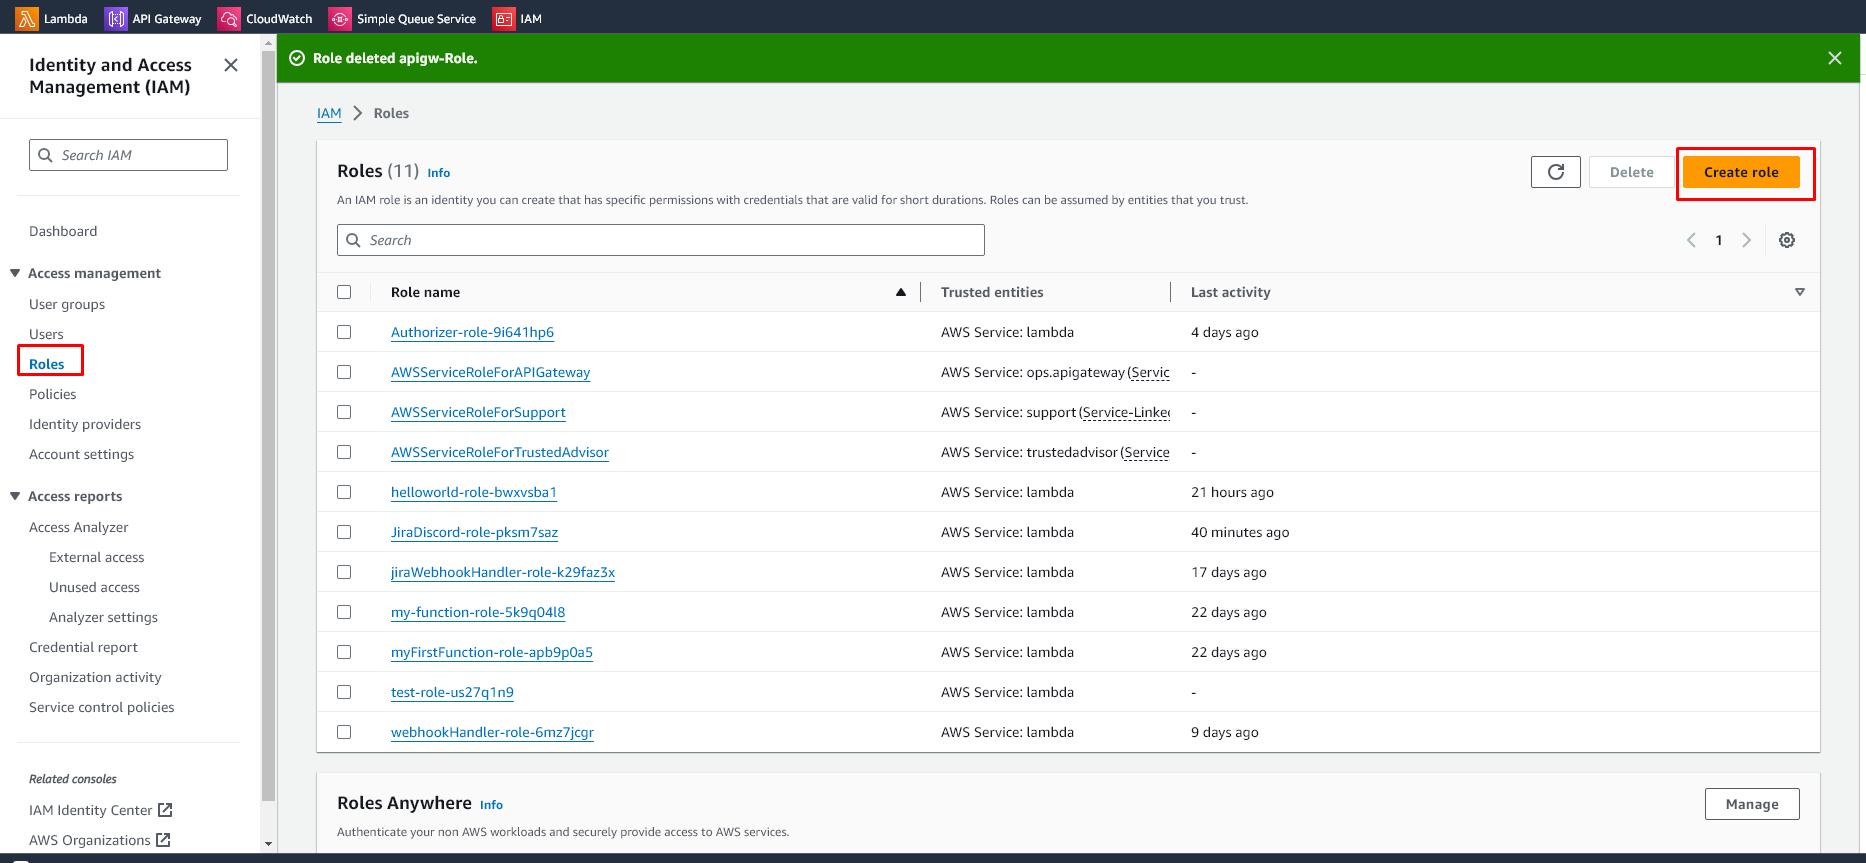 Lambda API Gateway CloudWatch Simple Queue Service IAM
Identity and Access Management (IAM)
Search IAM
Dashboard
Access management
User groups
Users
Roles
Policies
Identity providers
Account settings
Access reports
Access Analyzer
External access
Unused access
Analyzer settings
Credential report
Organization activity
Service control policies
Related consoles
IAM Identity Center
AWS Organizations
Role deleted apigw-Role.
IAM Roles
Roles (11) Info
Delete Create role
An IAM role is an identity you can create that has specific permissions with credentials that are valid for short durations. Roles can be assumed by entities that you trust.
Search
1
Role name Trusted entities Last activity
Authorizer-role-9i641hp6 AWS Service: lambda 4 days ago
AWSServiceRoleForAPIGateway AWS Service: ops.apigateway (Servic -
AWSServiceRoleForSupport AWS Service: support (Service-Linked -
AWSServiceRoleForTrustedAdvisor AWS Service: trustedadvisor (Service -
helloworld-role-bwxvsba1 AWS Service: lambda 21 hours ago
JiraDiscord-role-pksm7saz AWS Service: lambda 40 minutes ago
jiraWebhookHandler-role-k29faz3x AWS Service: lambda 17 days ago
my-function-role-5k9q04l8 AWS Service: lambda 22 days ago
myFirstFunction-role-apb9p0a5 AWS Service: lambda 22 days ago
test-role-us27q1n9 AWS Service: lambda -
webhookHandler-role-6mz7jcgr AWS Service: lambda 9 days ago
Roles Anywhere Info
Manage
Authenticate your non AWS workloads and securely provide access to AWS services.